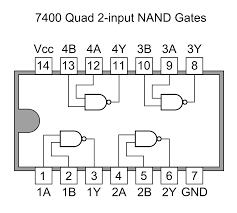 7400 Quad 2-input NAND Gates
Vcc 4B 4A 4Y 3B 3A 3Y
14 13 12 11 10 9 8
1 2 3 4 5 6 7
1A 1B 1Y 2A 2B 2Y GND